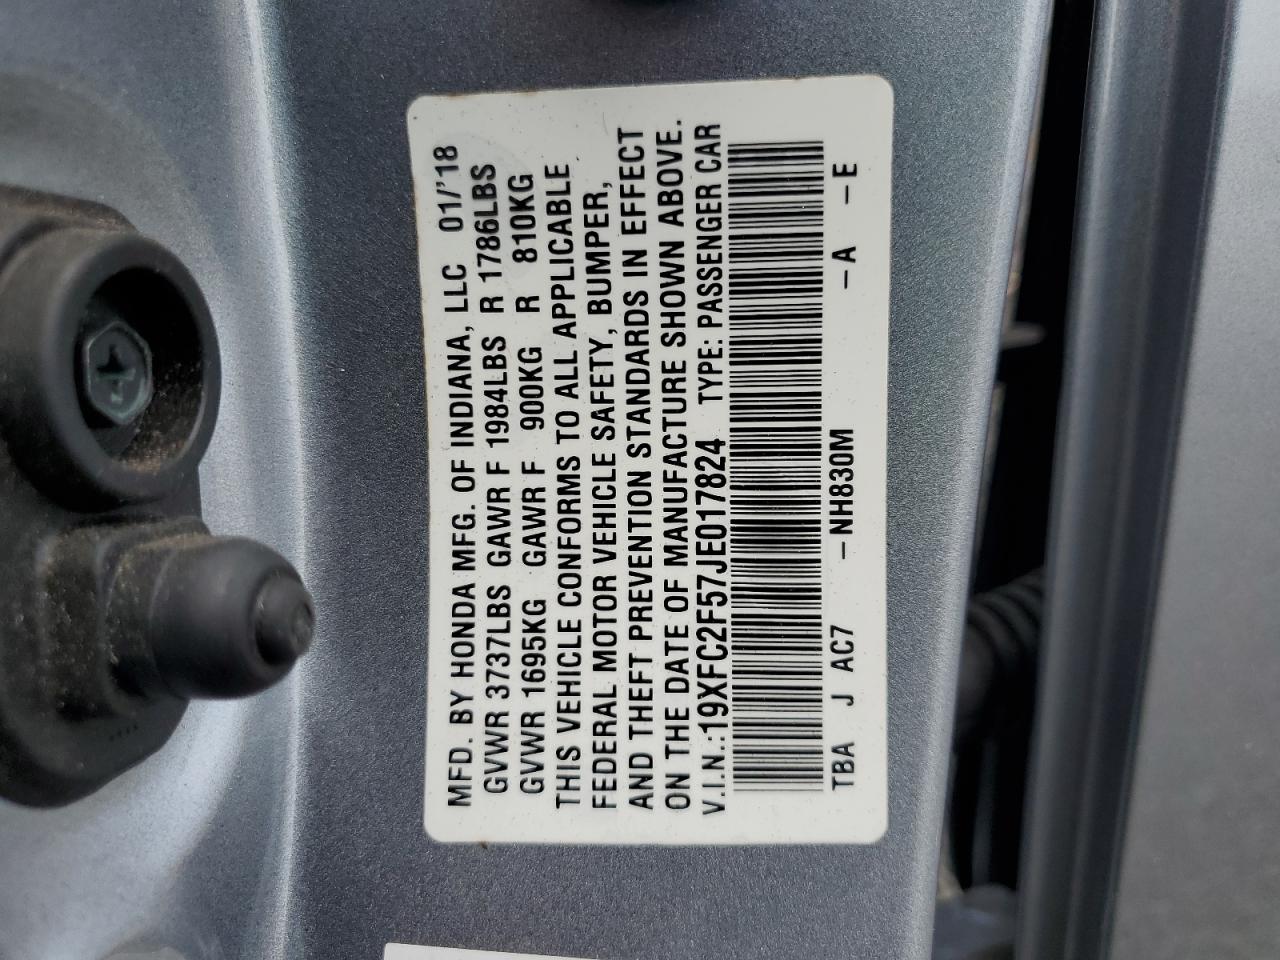 MFD. BY HONDA MFG. OF INDIANA, LLC 01/'18
GVWR 3737LBS GAWR F 1984LBS R 1786LBS
GVWR 1695KG GAWR F 900KG R 810KG
THIS VEHICLE CONFORMS TO ALL APPLICABLE
FEDERAL MOTOR VEHICLE SAFETY, BUMPER,
AND THEFT PREVENTION STANDARDS IN EFFECT
ON THE DATE OF MANUFACTURE SHOWN ABOVE.
V.I.N.:19XFC2F57JE017824 TYPE: PASSENGER CAR
TBA J AC7 –NH830M –A –E